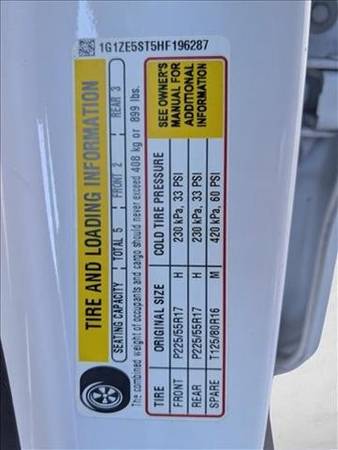 1G1ZE5ST5HF196287
TIRE AND LOADING INFORMATION
SEATING CAPACITY | TOTAL 5 | FRONT 2 | REAR 3
The combined weight of occupants and cargo should never exceed 408 kg or 899 lbs.
TIRE ORIGINAL SIZE COLD TIRE PRESSURE
FRONT P225/55R17 H 230 kPa, 33 PSI
REAR P225/55R17 H 230 kPa, 33 PSI
SPARE T125/80R16 M 420 kPa, 60 PSI
SEE OWNER'S
MANUAL FOR
ADDITIONAL
INFORMATION